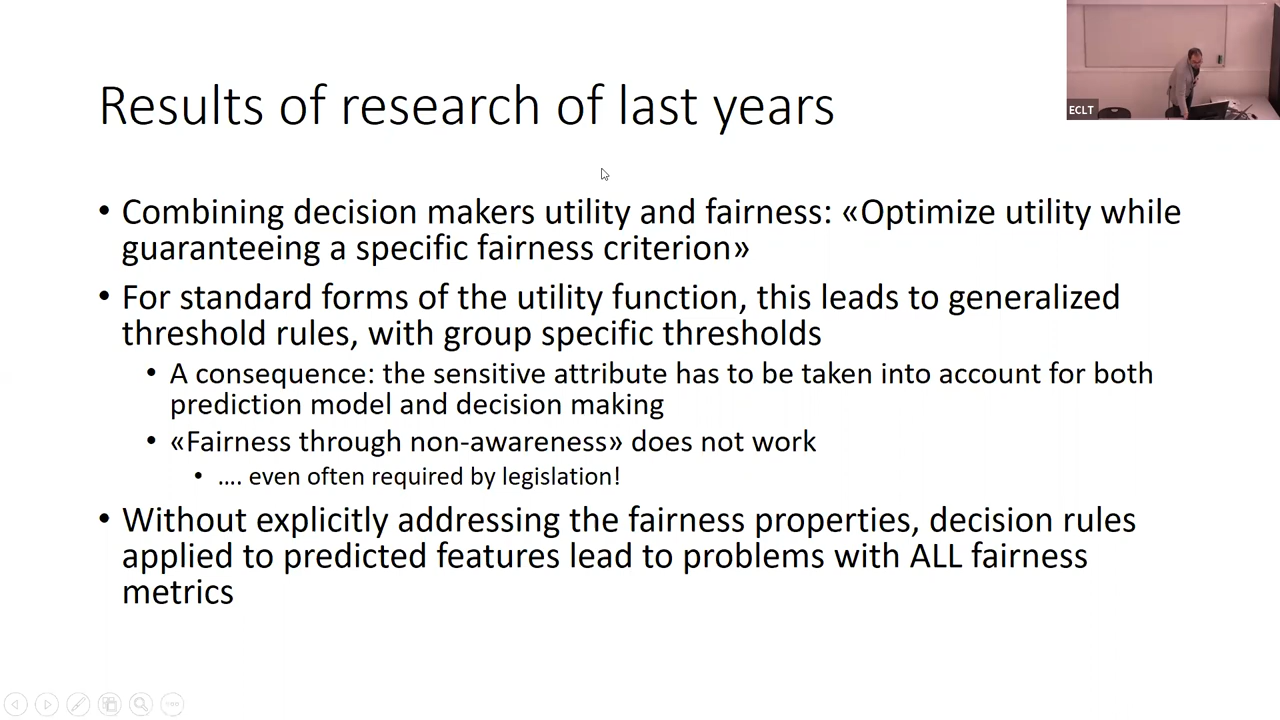 Results of research of last years
ECLT
• Combining decision makers utility and fairness: «Optimize utility while
guaranteeing a specific fairness criterion»
• For standard forms of the utility function, this leads to generalized
threshold rules, with group specific thresholds
• A consequence: the sensitive attribute has to be taken into account for both
prediction model and decision making
• «Fairness through non-awareness» does not work
• .... even often required by legislation!
• Without explicitly addressing the fairness properties, decision rules
applied to predicted features lead to problems with ALL fairness
metrics